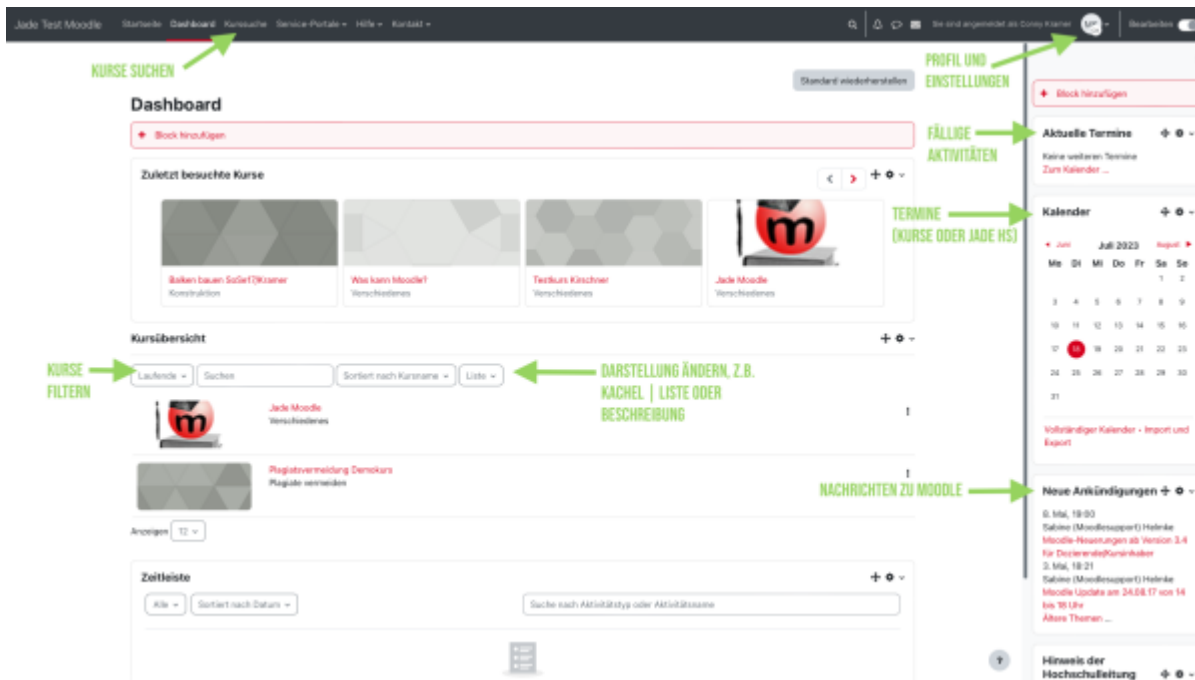 Jade Test Moodle Startseite Dashboard Kurssuche Service-Portale Hilfe Kontakt Sie sind angemeldet als Conny Kramer Bearbeiten
KURSE SUCHEN
PROFIL UND
EINSTELLUNGEN
Standard wiederherstellen
Dashboard
+ Block hinzufügen
Zuletzt besuchte Kurse
Balken bauen SoSe17/Kramer
Konstruktion
Was kann Moodle?
Verschiedenes
Testkurs Kirschner
Verschiedenes
Jade Moodle
Verschiedenes
Kursübersicht
KURSE
FILTERN
Laufende Suchen Sortiert nach Kursname Liste
DARSTELLUNG ÄNDERN, Z.B.
KACHEL | LISTE ODER
BESCHREIBUNG
Jade Moodle
Verschiedenes
Plagiatsvermeidung Demokurs
Plagiate vermeiden
Anzeigen 12
Zeitleiste
Alle Sortiert nach Datum Suche nach Aktivitätstyp oder Aktivitätsname
+ Block hinzufügen
FÄLLIGE
AKTIVITÄTEN
Aktuelle Termine
Keine weiteren Termine
Zum Kalender ...
TERMINE
(KURSE ODER JADE HS)
Kalender
Juni Juli 2023 August
Mo Di Mi Do Fr Sa So
1 2
3 4 5 6 7 8 9
10 11 12 13 14 15 16
17 18 19 20 21 22 23
24 25 26 27 28 29 30
31
Vollständiger Kalender • Import und
Export
NACHRICHTEN ZU MOODLE
Neue Ankündigungen
8. Mai, 19:00
Sabine (Moodlesupport) Helmke
Moodle-Neuerungen ab Version 3.4
für Dozierende/Kursinhaber
3. Mai, 18:21
Sabine (Moodlesupport) Helmke
Moodle Update am 24.08.17 von 14
bis 18 Uhr
Ältere Themen ...
Hinweis der
Hochschulleitung